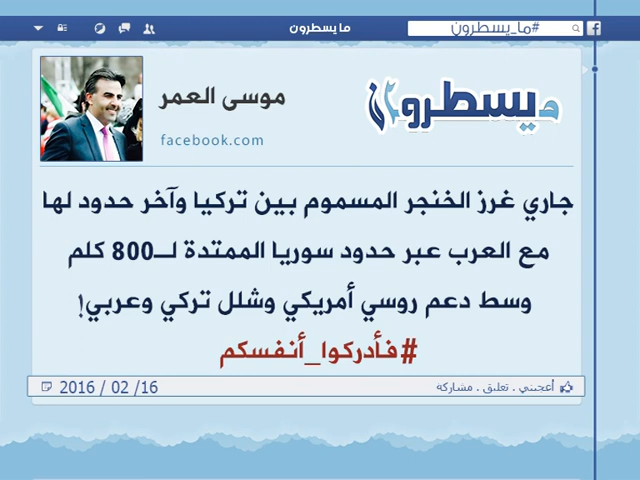 ما يسطرون
#ما_يسطرون
ما يسطرون
موسى العمر
facebook.com
جاري غرز الخنجر المسموم بين تركيا وآخر حدود لها
مع العرب عبر حدود سوريا الممتدة لــ800 كلم
وسط دعم روسي أمريكي وشلل تركي وعربي!
#فأدركوا_أنفسكم
أعجبني . تعليق . مشاركة
2016 / 02 /16